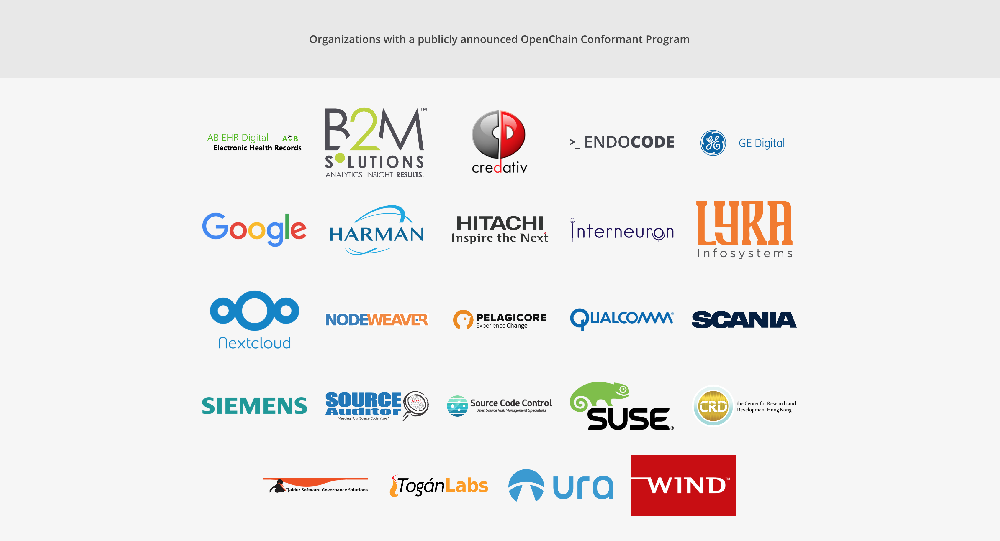 Organizations with a publicly announced OpenChain Conformant Program
AB EHR Digital A to B
Electronic Health Records
B2M™
SOLUTIONS
ANALYTICS. INSIGHT. RESULTS.
credativ
>_ ENDOCODE
GE GE Digital
Google
HARMAN
HITACHI
Inspire the Next
interneuron
LYRA
Infosystems
Nextcloud
NODEWEAVER
PELAGICORE
Experience Change
QUALCOMM®
SCANIA
SIEMENS
SOURCE
Auditor
"Keeping Your Source Code Yours"
GPL
Source Code Control
Open Source Risk Management Specialists
SUSE®
CRD
the Center for Research and
Development Hong Kong
Tjaldur Software Governance Solutions
TogánLabs
ura
WIND™